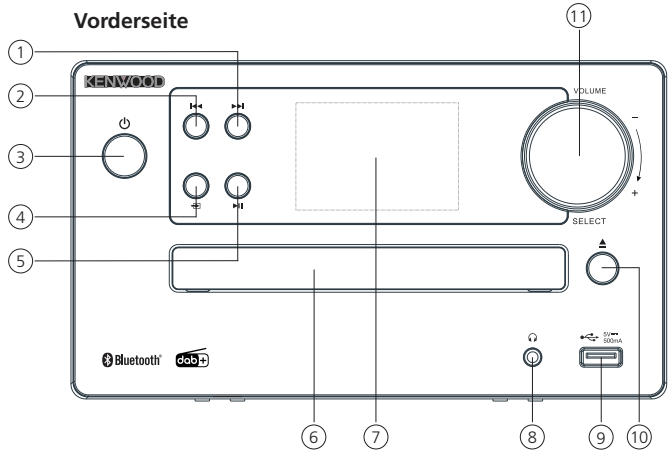 Vorderseite
11
1
KENWOOD
VOLUME
2
3
−
4
+
SELECT
5
Bluetooth®
dab+
5V⎓
500mA
6
7
8
9
10